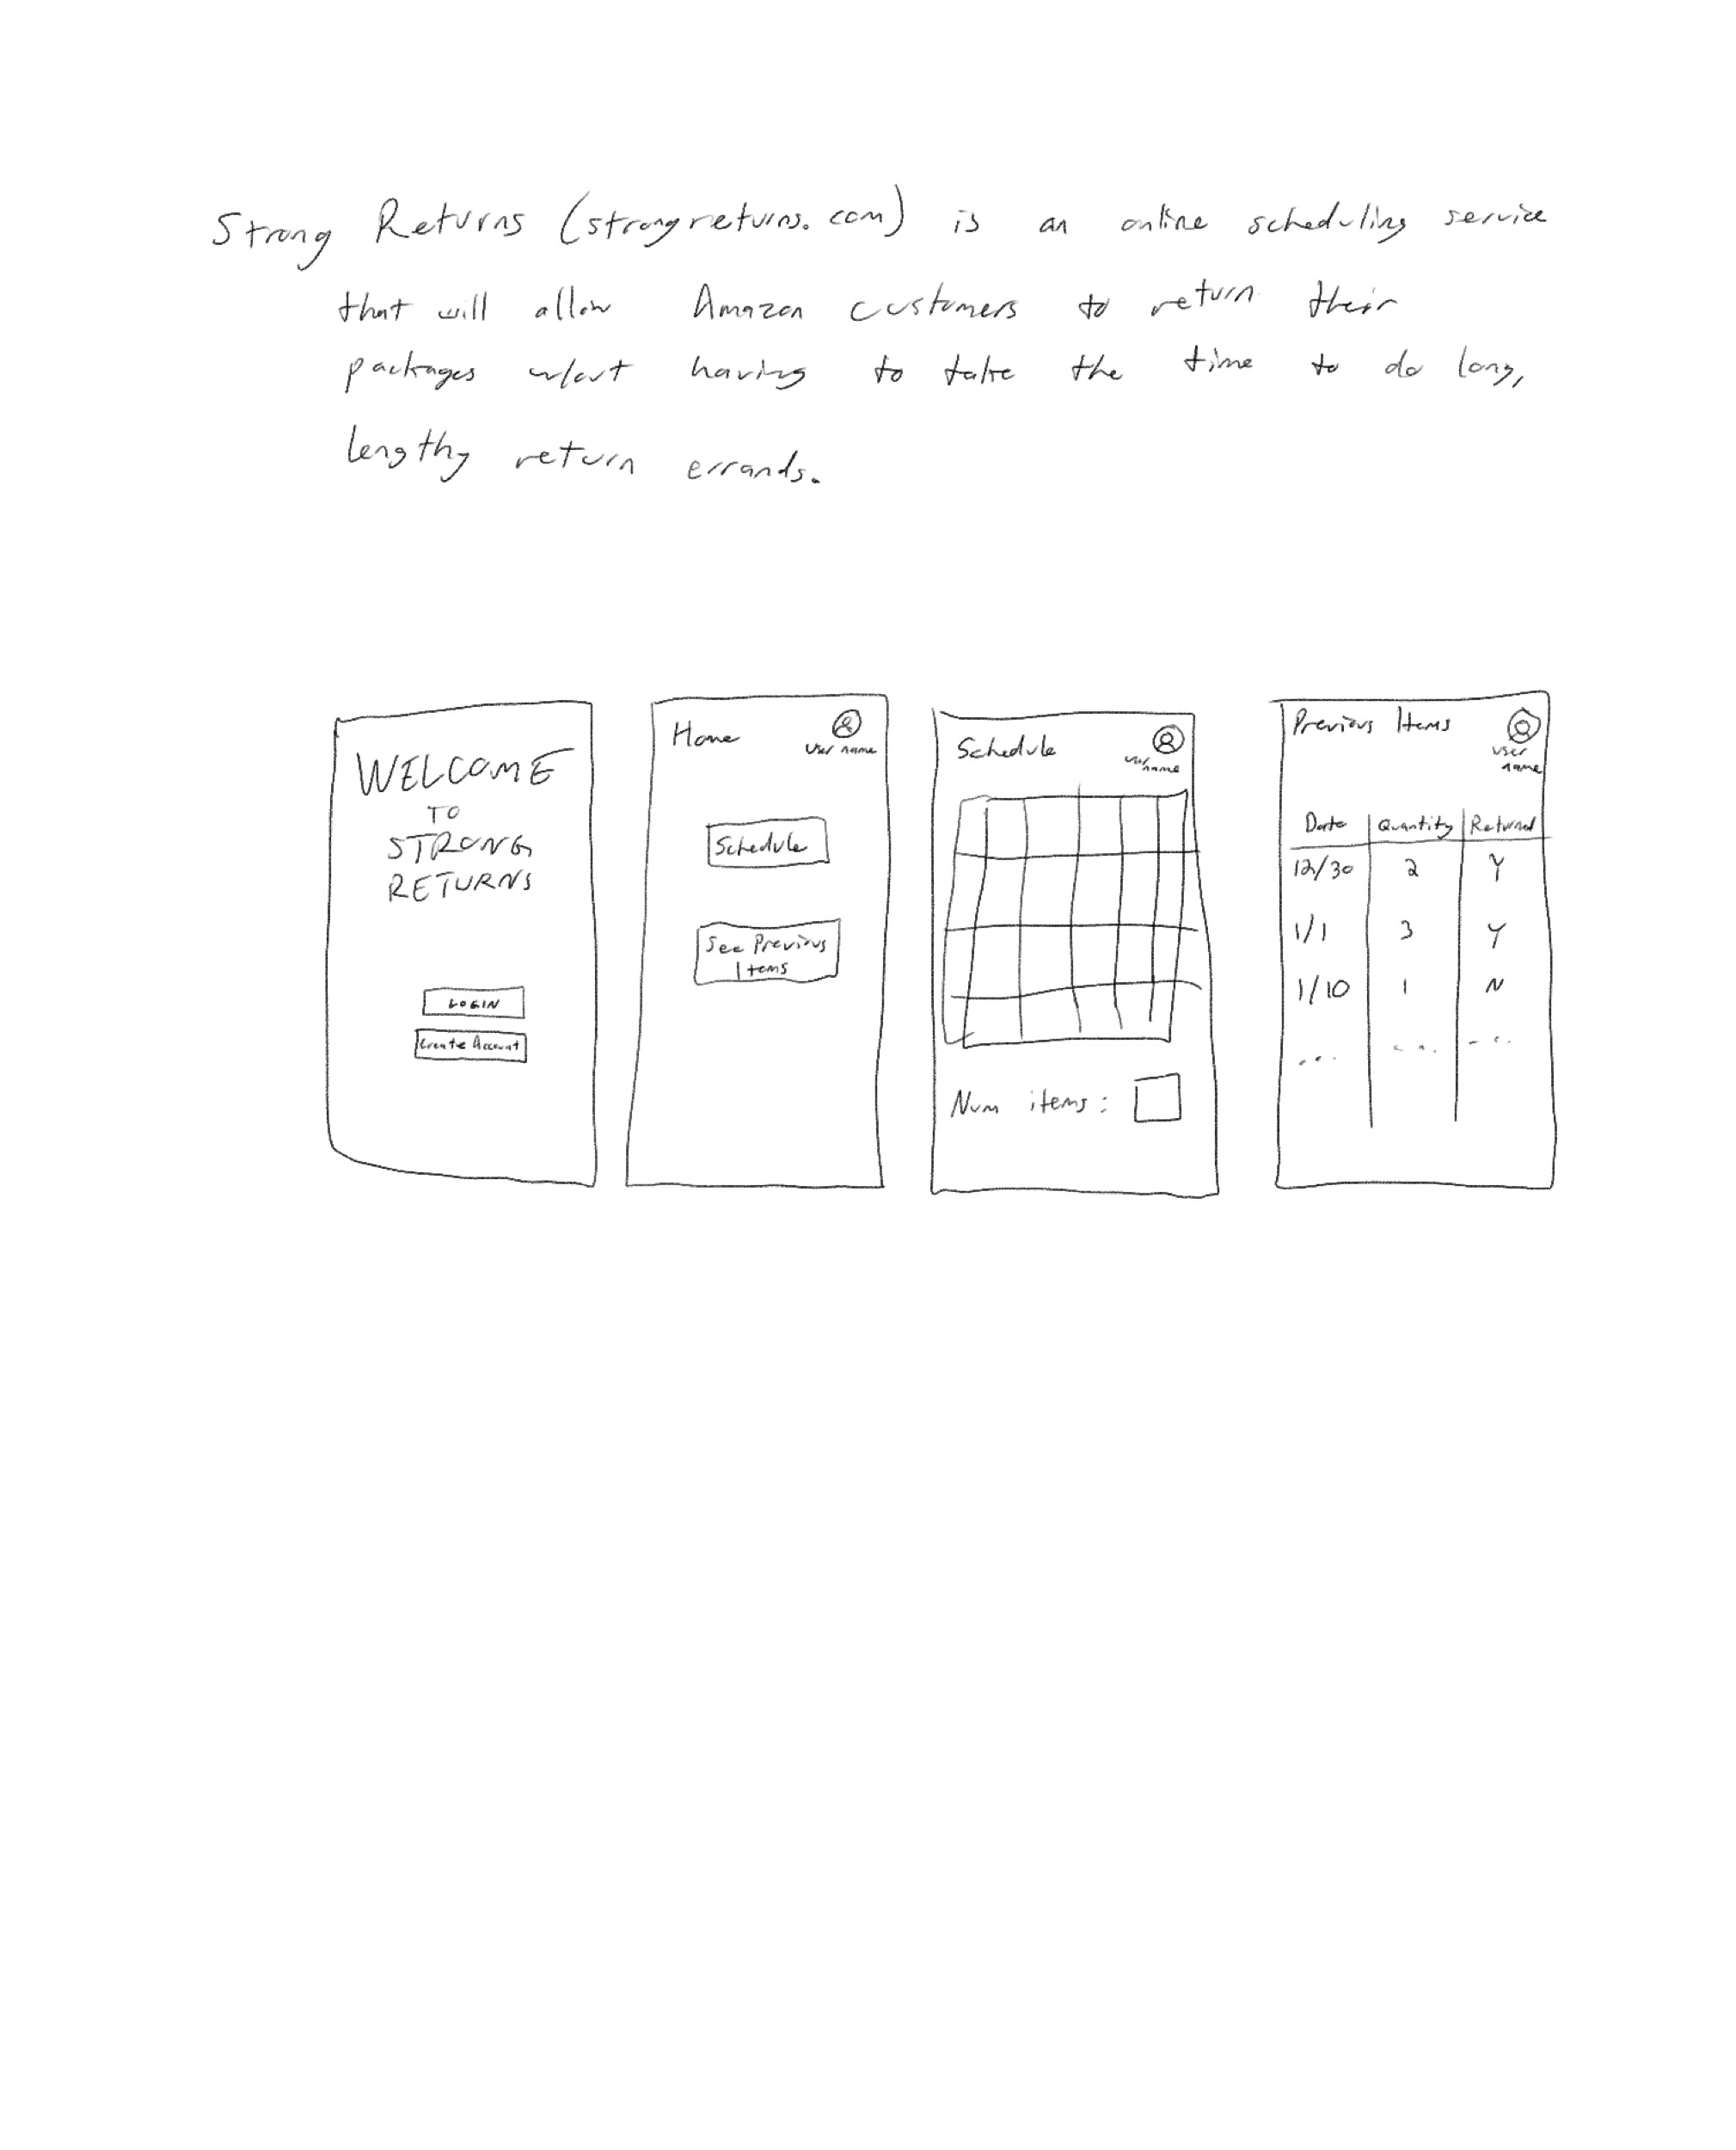 Strong Returns (strongreturns.com) is an online scheduling service
that will allow Amazon customers to return their
packages w/out having to take the time to do long,
lengthy return errands.
WELCOME
TO
STRONG
RETURNS
LOGIN
Create Account
Home
User name
Schedule
See Previous
Items
Schedule
username
Num items:
Previous Items
user
name
Date Quantity Returned
12/30 2 Y
1/1 3 Y
1/10 1 N
... ... ...